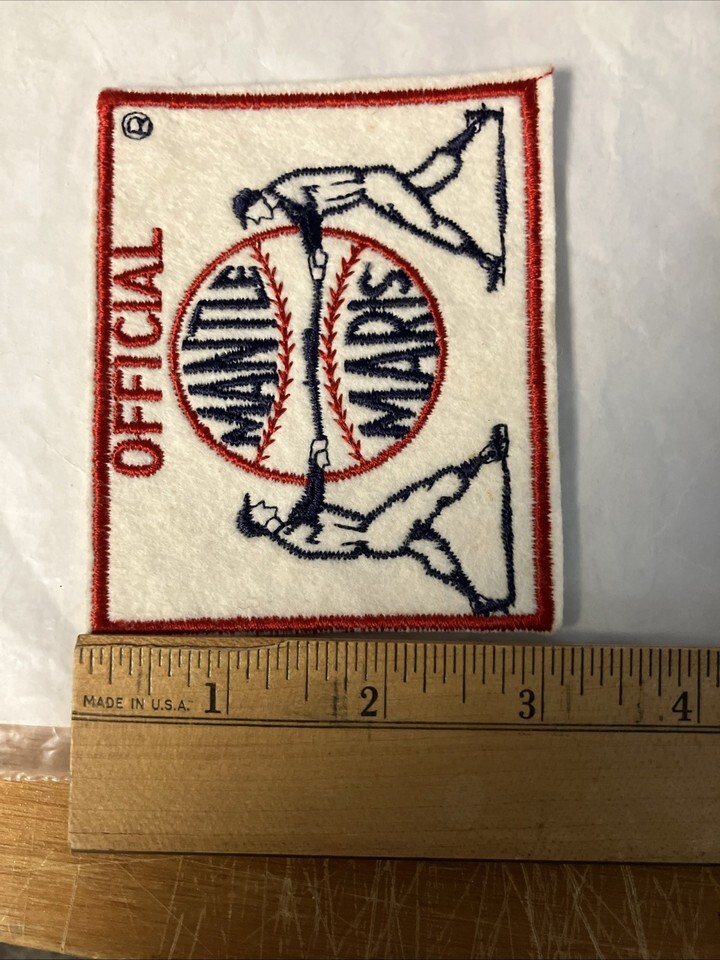 ®
OFFICIAL
MANTLE
MARIS
MADE IN U.S.A.
1 2 3 4